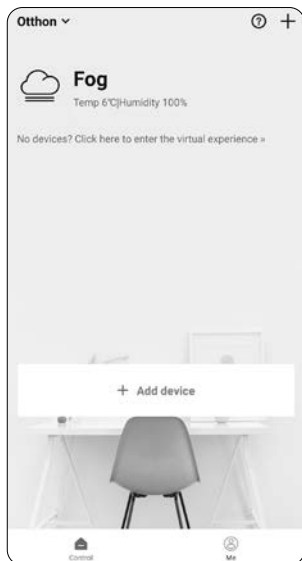 Otthon
Fog
Temp 6℃|Humidity 100%
No devices? Click here to enter the virtual experience »
+ Add device
Control
Me